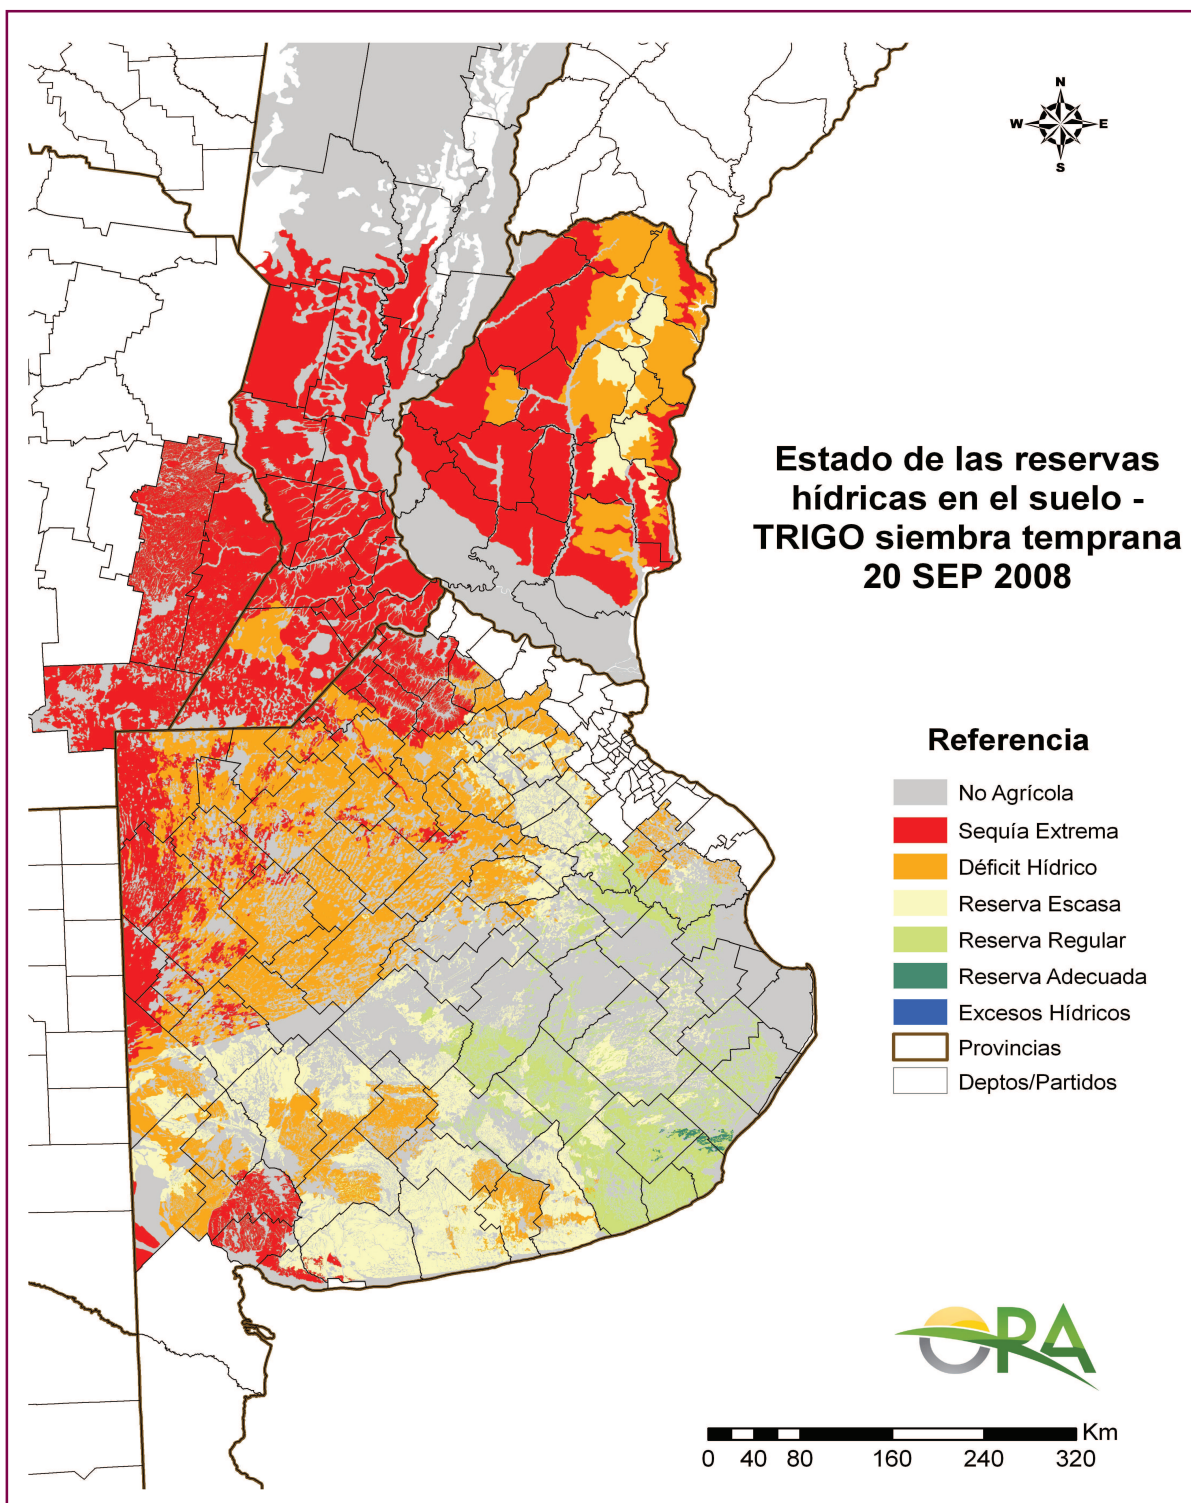 N
W E
S
Estado de las reservas
hídricas en el suelo -
TRIGO siembra temprana
20 SEP 2008
Referencia
No Agrícola
Sequía Extrema
Déficit Hídrico
Reserva Escasa
Reserva Regular
Reserva Adecuada
Excesos Hídricos
Provincias
Deptos/Partidos
ORA
Km
0 40 80 160 240 320